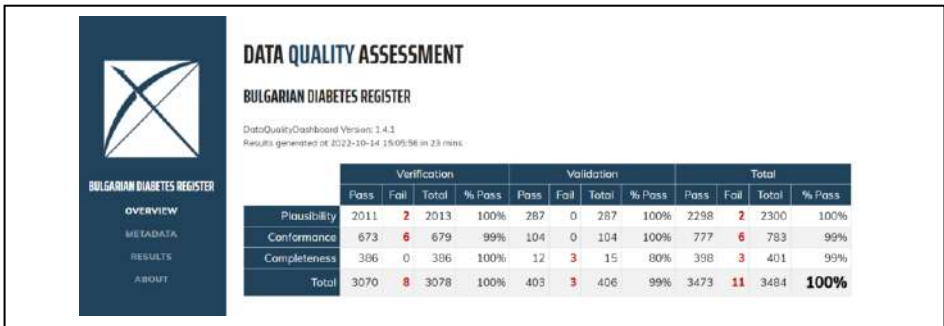 DATA QUALITY ASSESSMENT
BULGARIAN DIABETES REGISTER
DataQualityDashboard Version: 1.4.1
Results generated at 2022-10-14 15:05:56 in 23 mins
BULGARIAN DIABETES REGISTER
OVERVIEW
METADATA
RESULTS
ABOUT
Verification Validation Total
Pass Fail Total % Pass Pass Fail Total % Pass Pass Fail Total % Pass
Plausibility 2011 2 2013 100% 287 0 287 100% 2298 2 2300 100%
Conformance 673 6 679 99% 104 0 104 100% 777 6 783 99%
Completeness 386 0 386 100% 12 3 15 80% 398 3 401 99%
Total 3070 8 3078 100% 403 3 406 99% 3473 11 3484 100%